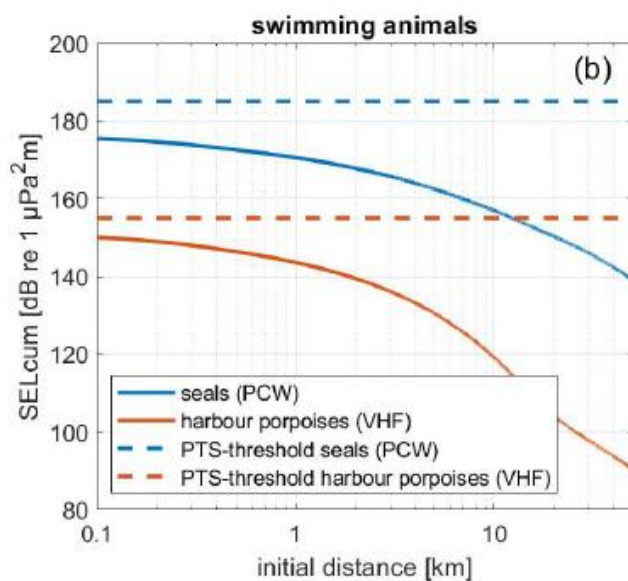 swimming animals
(b)
200
180
160
140
120
100
80
SELcum [dB re 1 µPa²m]
seals (PCW)
harbour porpoises (VHF)
PTS-threshold seals (PCW)
PTS-threshold harbour porpoises (VHF)
0.1 1 10
initial distance [km]